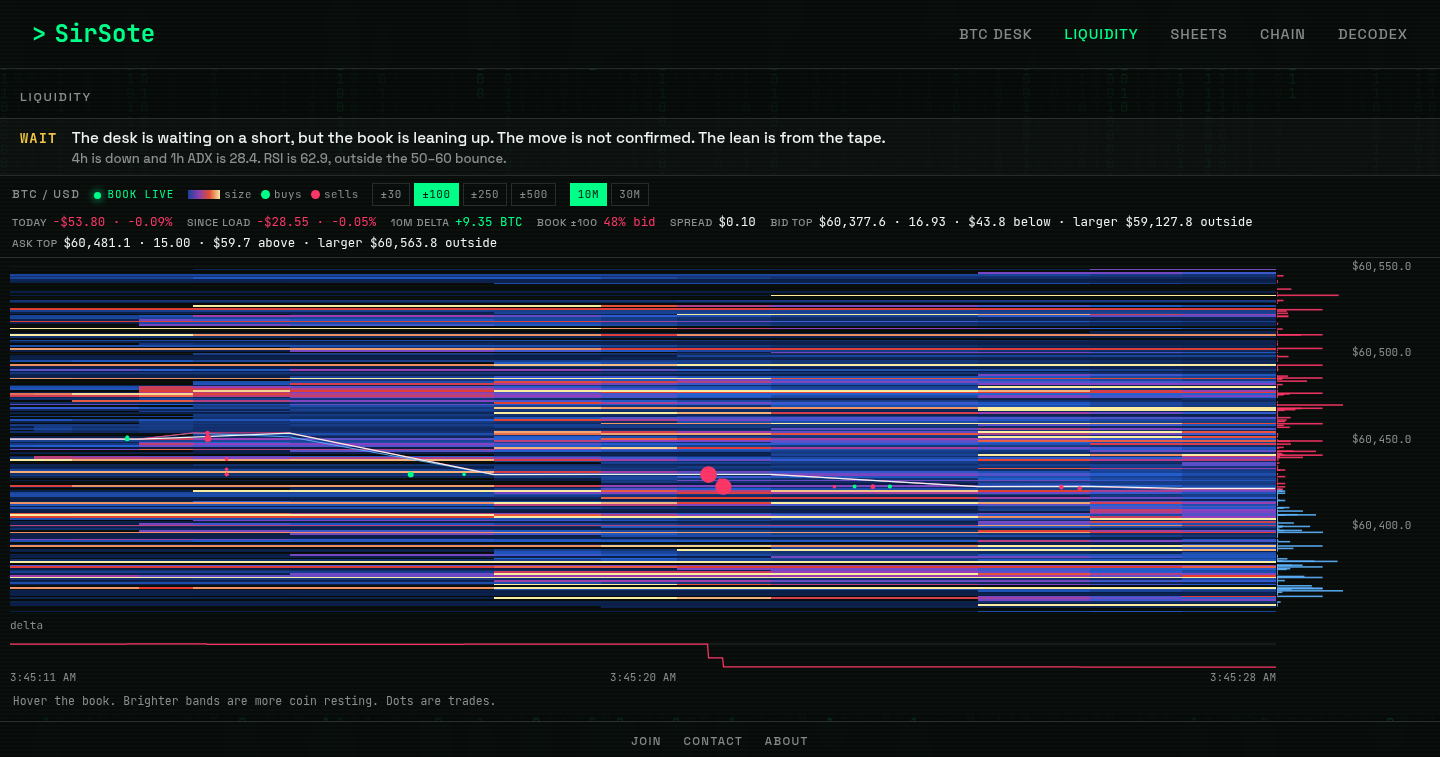 > SirSote
BTC DESK LIQUIDITY SHEETS CHAIN DECODEX
LIQUIDITY
WAIT The desk is waiting on a short, but the book is leaning up. The move is not confirmed. The lean is from the tape.
4h is down and 1h ADX is 28.4. RSI is 62.9, outside the 50–60 bounce.
BTC / USD BOOK LIVE size buys sells ±30 ±100 ±250 ±500 10M 30M
TODAY -$53.80 · -0.09% SINCE LOAD -$28.55 · -0.05% 10M DELTA +9.35 BTC BOOK ±100 48% bid SPREAD $0.10 BID TOP $60,377.6 · 16.93 · $43.8 below · larger $59,127.8 outside
ASK TOP $60,481.1 · 15.00 · $59.7 above · larger $60,563.8 outside
$60,550.0
$60,500.0
$60,450.0
$60,400.0
delta
3:45:11 AM 3:45:20 AM 3:45:28 AM
Hover the book. Brighter bands are more coin resting. Dots are trades.
JOIN CONTACT ABOUT